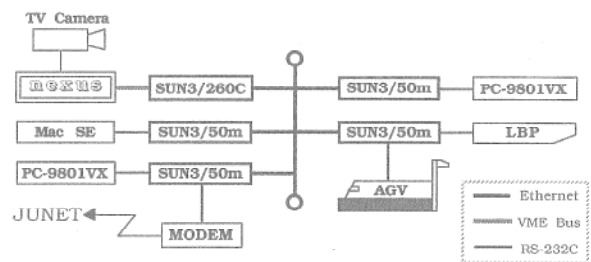 TV Camera
nexus
SUN3/260C
SUN3/50m
PC-9801VX
Mac SE
SUN3/50m
SUN3/50m
LBP
PC-9801VX
SUN3/50m
AGV
JUNET
MODEM
Ethernet
VME Bus
RS-232C